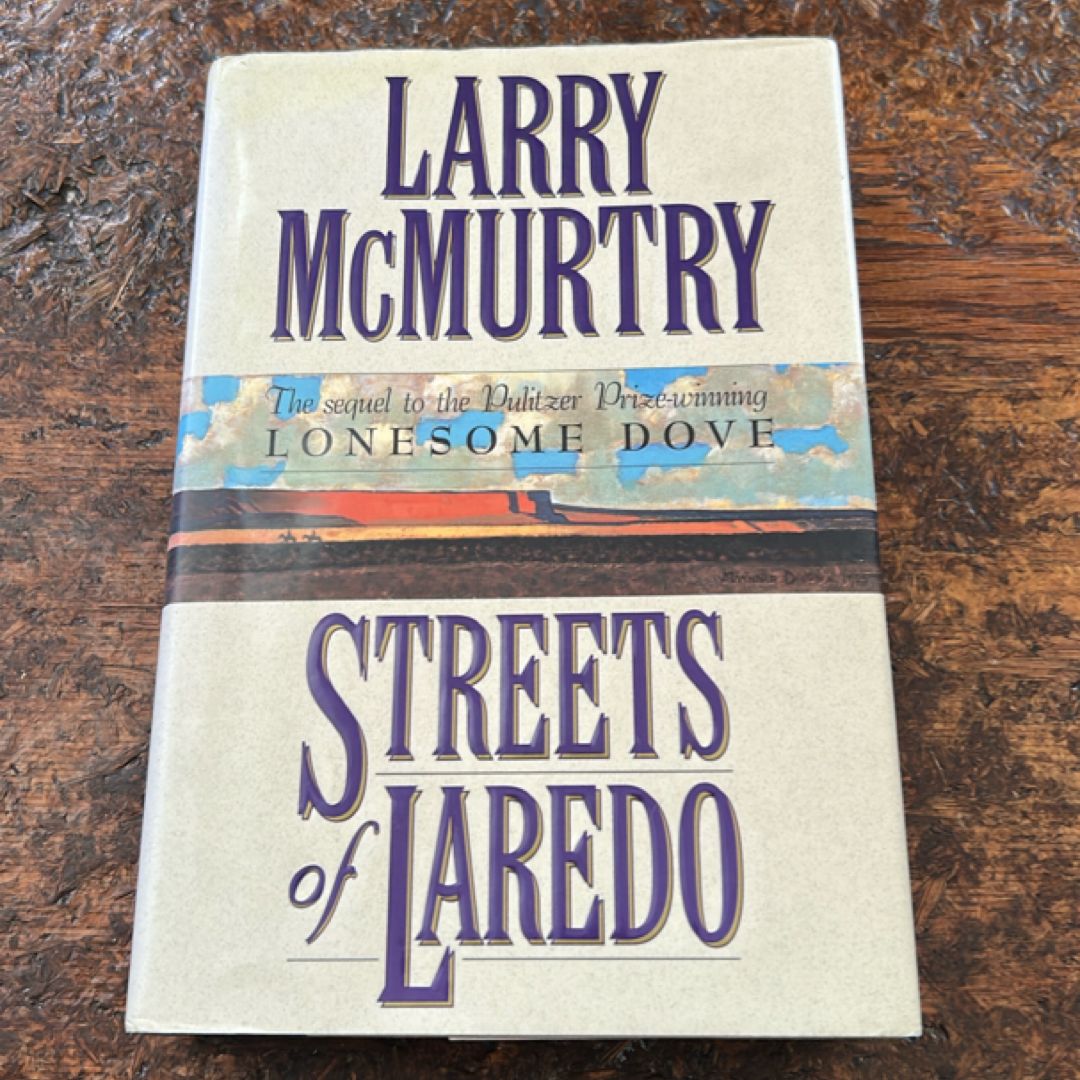 LARRY
McMURTRY
The sequel to the Pulitzer Prize-winning
LONESOME DOVE
STREETS
of LAREDO